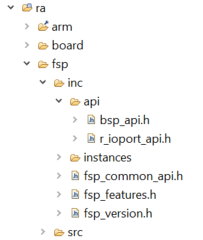 ra
arm
board
fsp
inc
api
bsp_api.h
r_ioport_api.h
instances
fsp_common_api.h
fsp_features.h
fsp_version.h
src